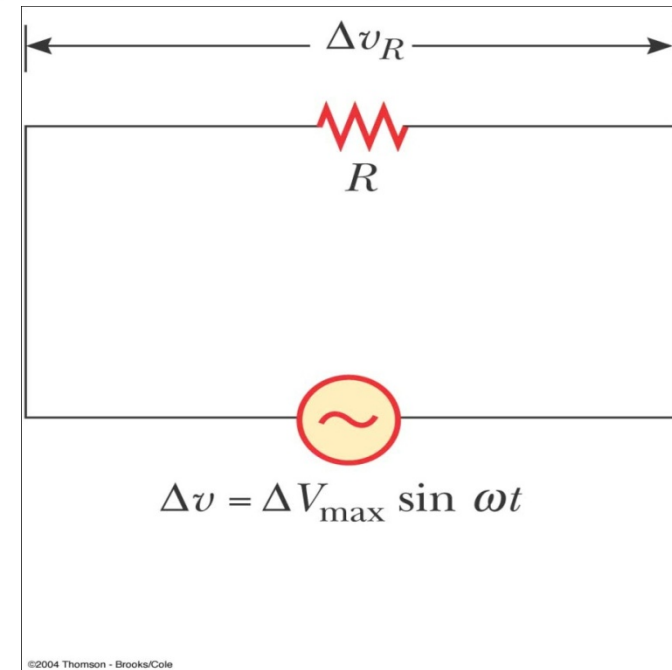 Δv_R
R
Δv = ΔV_max sin ωt
©2004 Thomson - Brooks/Cole